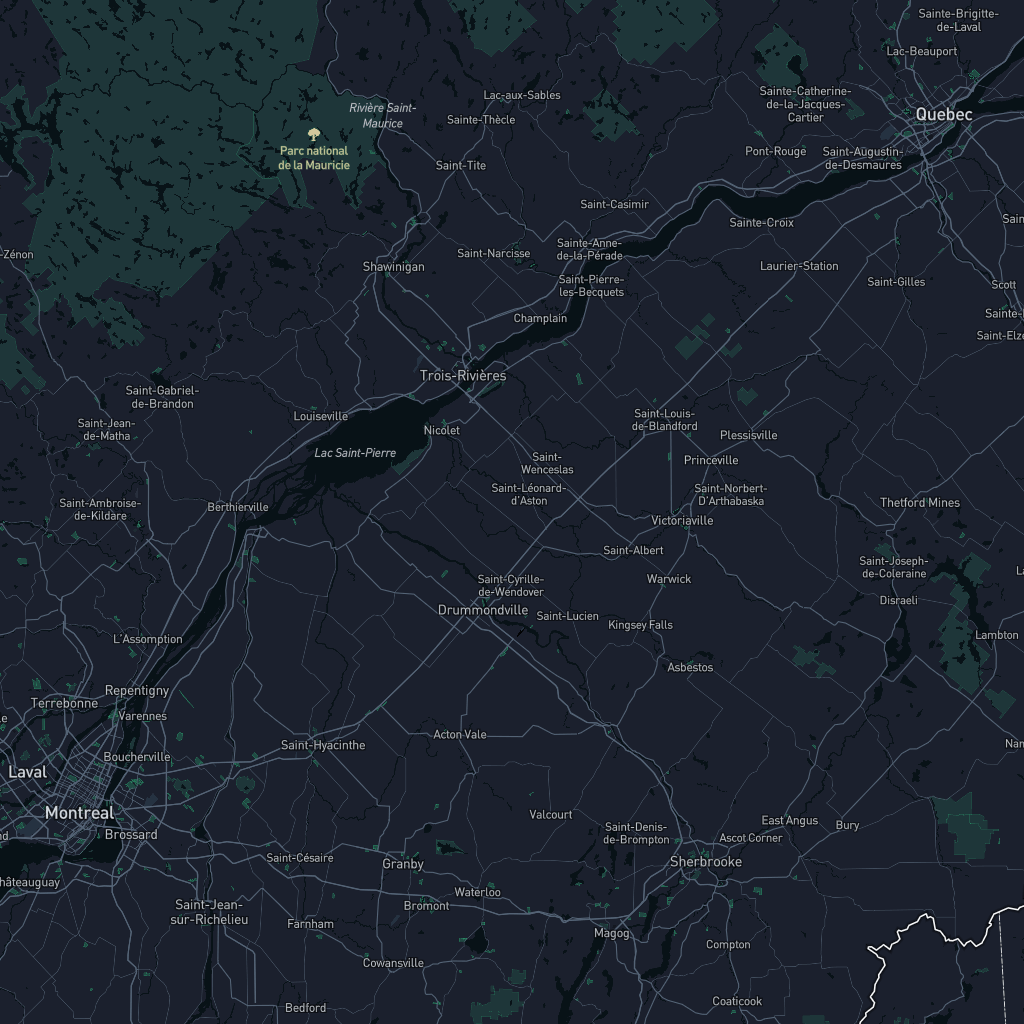 Sainte-Brigitte-
de-Laval
Lac-Beauport
Sainte-Catherine-
de-la-Jacques-
Cartier
Quebec
Lac-aux-Sables
Rivière Saint-
Maurice
Sainte-Thècle
Parc national
de la Mauricie
Saint-Tite
Pont-Rouge
Saint-Augustin-
de-Desmaures
Saint-Casimir
Sainte-Croix
Sain
-Zénon
Saint-Narcisse
Sainte-Anne-
de-la-Pérade
Shawinigan
Laurier-Station
Saint-Gilles
Scott
Saint-Pierre-
les-Becquets
Champlain
Sainte-
Saint-Elz
Trois-Rivières
Saint-Gabriel-
de-Brandon
Louiseville
Saint-Jean-
de-Matha
Nicolet
Saint-Louis-
de-Blandford
Plessisville
Lac Saint-Pierre
Saint-
Wenceslas
Princeville
Saint-Léonard-
d'Aston
Saint-Norbert-
D'Arthabaska
Saint-Ambroise-
de-Kildare
Berthierville
Thetford Mines
Victoriaville
Saint-Albert
Saint-Joseph-
de-Coleraine
Saint-Cyrille-
de-Wendover
Warwick
Drummondville
Saint-Lucien
Disraeli
Kingsey Falls
L'Assomption
Lambton
Asbestos
Repentigny
Terrebonne
Varennes
Acton Vale
Saint-Hyacinthe
Nan
Boucherville
Laval
Montreal
Brossard
Valcourt
Saint-Denis-
de-Brompton
East Angus
Bury
Ascot Corner
Saint-Césaire
Granby
Sherbrooke
hâteauguay
Waterloo
Saint-Jean-
sur-Richelieu
Bromont
Farnham
Magog
Compton
Cowansville
Bedford
Coaticook